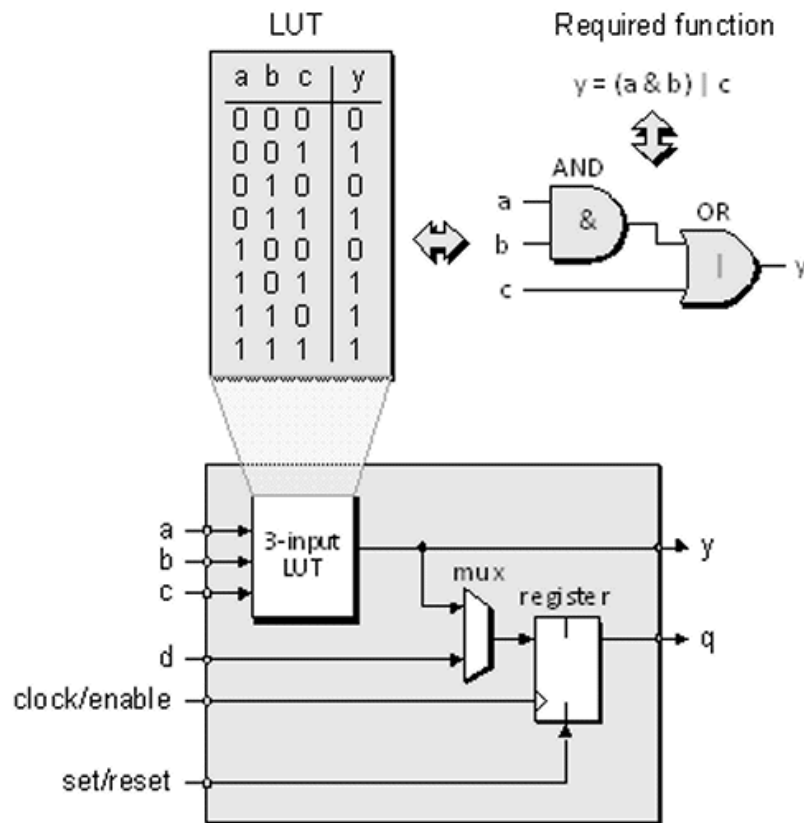 LUT
a b c y
0 0 0 0
0 0 1 1
0 1 0 0
0 1 1 1
1 0 0 0
1 0 1 1
1 1 0 1
1 1 1 1
Required function
y = (a & b) | c
AND
a
&
b
OR
|
y
c
a
b
c
3-input
LUT
y
mux
register
q
d
clock/enable
set/reset